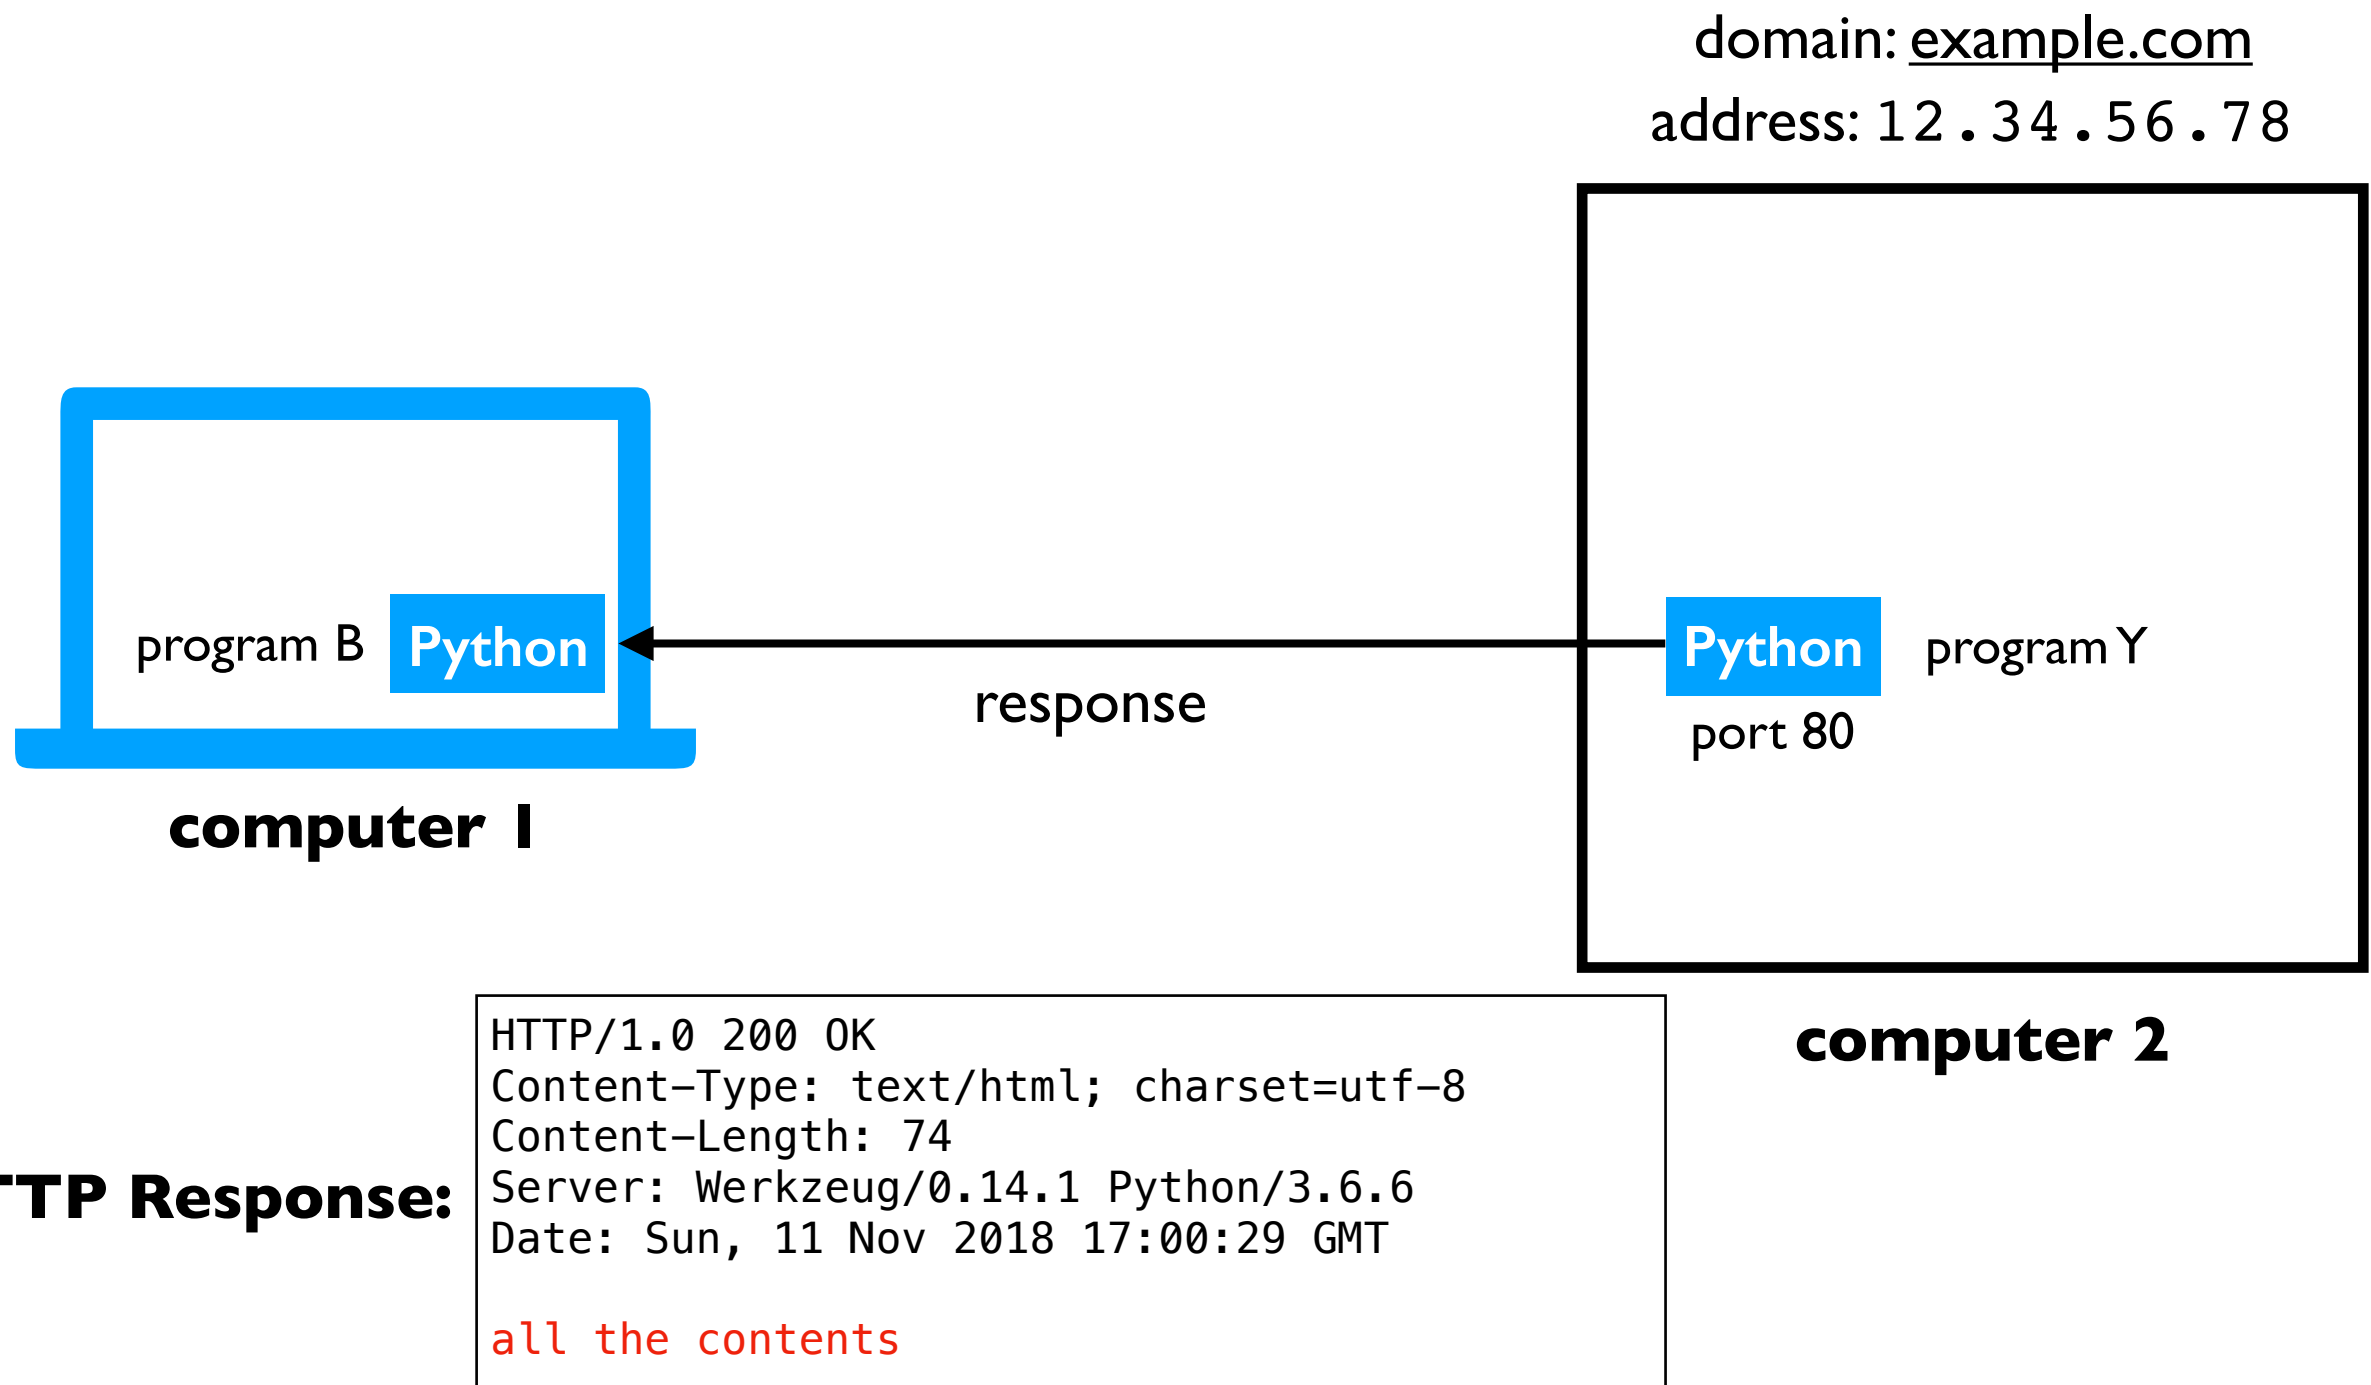 domain: example.com
address: 12.34.56.78
program B
Python
response
Python
program Y
port 80
computer 1
computer 2
TTP Response:
HTTP/1.0 200 OK
Content-Type: text/html; charset=utf-8
Content-Length: 74
Server: Werkzeug/0.14.1 Python/3.6.6
Date: Sun, 11 Nov 2018 17:00:29 GMT
all the contents